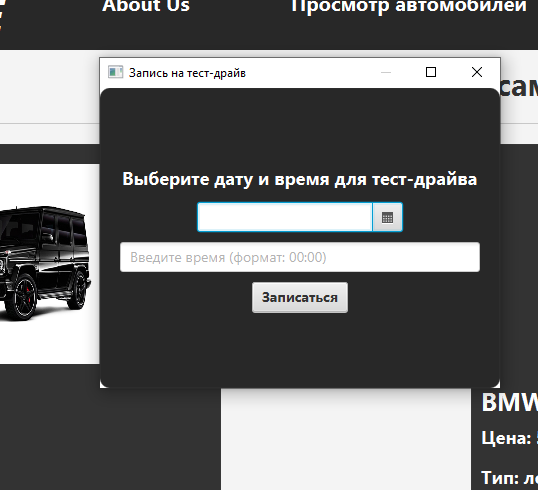 About Us
Просмотр автомобилей
Запись на тест-драйв
Выберите дату и время для тест-драйва
Введите время (формат: 00:00)
Записаться
BMW
Цена:
Тип: